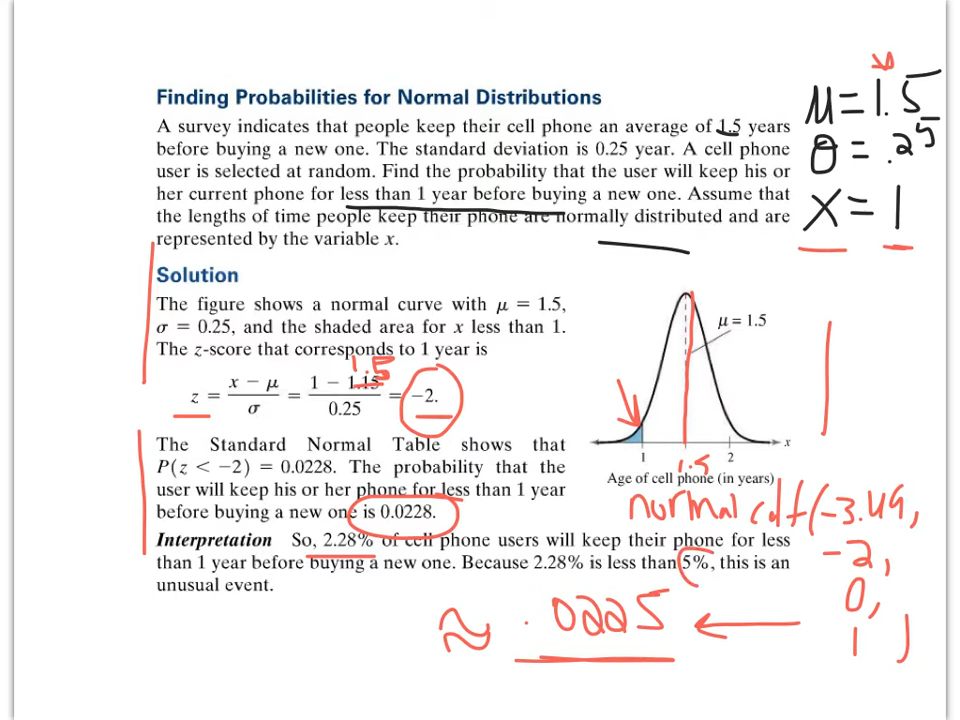 Finding Probabilities for Normal Distributions
A survey indicates that people keep their cell phone an average of 1.5 years
before buying a new one. The standard deviation is 0.25 year. A cell phone
user is selected at random. Find the probability that the user will keep his or
her current phone for less than 1 year before buying a new one. Assume that
the lengths of time people keep their phone are normally distributed and are
represented by the variable x.
μ = 1.5
σ = .25
x = 1
Solution
The figure shows a normal curve with μ = 1.5,
σ = 0.25, and the shaded area for x less than 1.
The z-score that corresponds to 1 year is
1.5
z = x − μ / σ = 1 − 1.15 / 0.25 = −2.
The Standard Normal Table shows that
P(z < −2) = 0.0228. The probability that the
user will keep his or her phone for less than 1 year
before buying a new one is 0.0228.
Interpretation So, 2.28% of cell phone users will keep their phone for less
than 1 year before buying a new one. Because 2.28% is less than 5%, this is an
unusual event.
μ = 1.5
1 2 x
1.5
Age of cell phone (in years)
normal cdf(-3.49,
-2,
0,
1)
≈ .0225